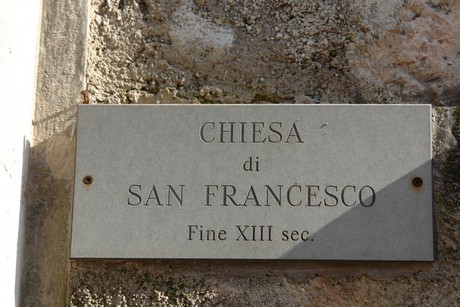 CHIESA
di
SAN FRANCESCO
Fine XIII sec.